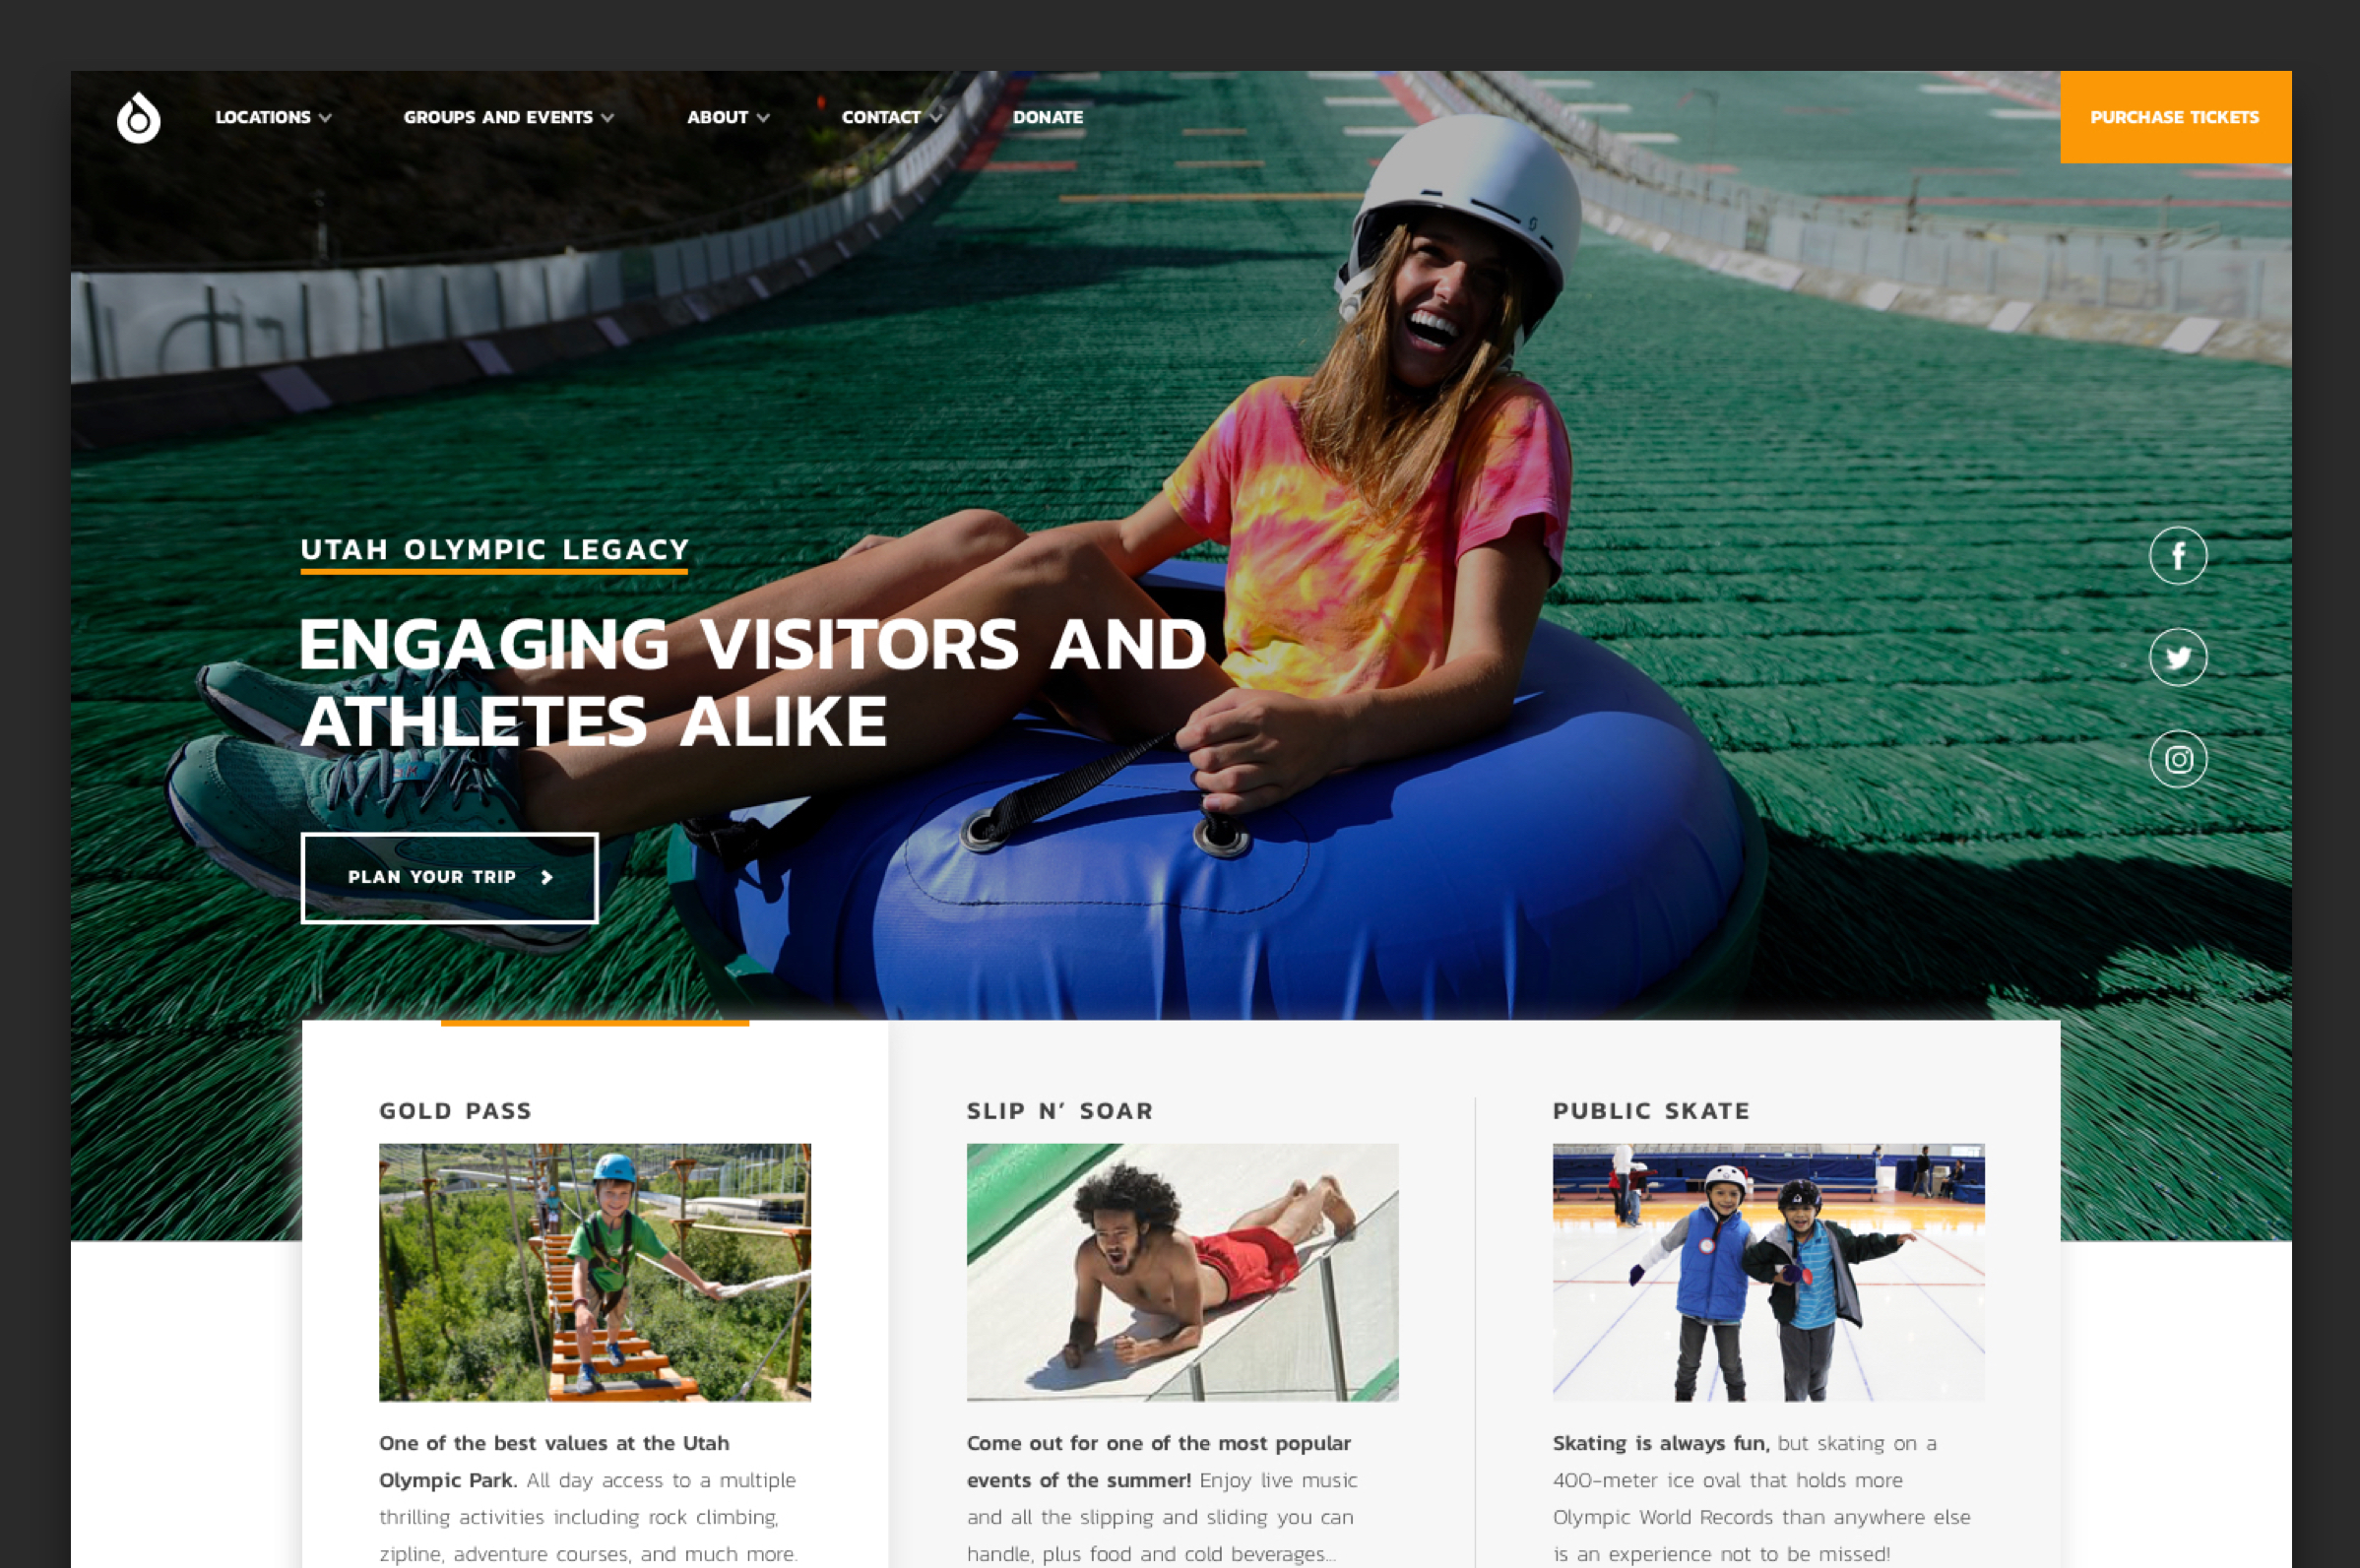 LOCATIONS
GROUPS AND EVENTS
ABOUT
CONTACT
DONATE
PURCHASE TICKETS
UTAH OLYMPIC LEGACY
ENGAGING VISITORS AND
ATHLETES ALIKE
PLAN YOUR TRIP
GOLD PASS
One of the best values at the Utah
Olympic Park. All day access to a multiple
thrilling activities including rock climbing,
zipline, adventure courses, and much more.
SLIP N’ SOAR
Come out for one of the most popular
events of the summer! Enjoy live music
and all the slipping and sliding you can
handle, plus food and cold beverages...
PUBLIC SKATE
Skating is always fun, but skating on a
400-meter ice oval that holds more
Olympic World Records than anywhere else
is an experience not to be missed!